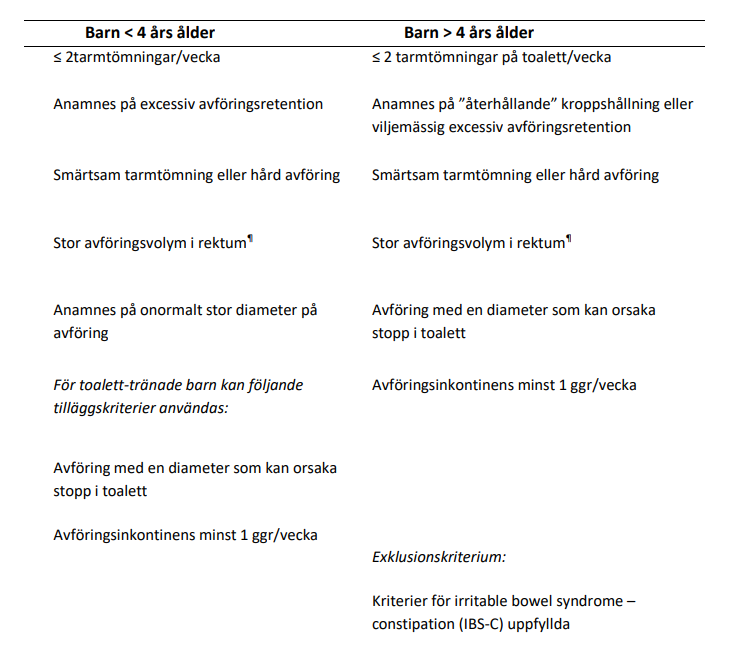 Barn < 4 års ålder
Barn > 4 års ålder
≤ 2tarmtömningar/vecka
≤ 2 tarmtömningar på toalett/vecka
Anamnes på excessiv avföringsretention
Anamnes på ”återhållande” kroppshållning eller
viljemässig excessiv avföringsretention
Smärtsam tarmtömning eller hård avföring
Smärtsam tarmtömning eller hård avföring
Stor avföringsvolym i rektum¶
Stor avföringsvolym i rektum¶
Anamnes på onormalt stor diameter på
avföring
Avföring med en diameter som kan orsaka
stopp i toalett
För toalett-tränade barn kan följande
tilläggskriterier användas:
Avföringsinkontinens minst 1 ggr/vecka
Avföring med en diameter som kan orsaka
stopp i toalett
Avföringsinkontinens minst 1 ggr/vecka
Exklusionskriterium:
Kriterier för irritable bowel syndrome –
constipation (IBS-C) uppfyllda